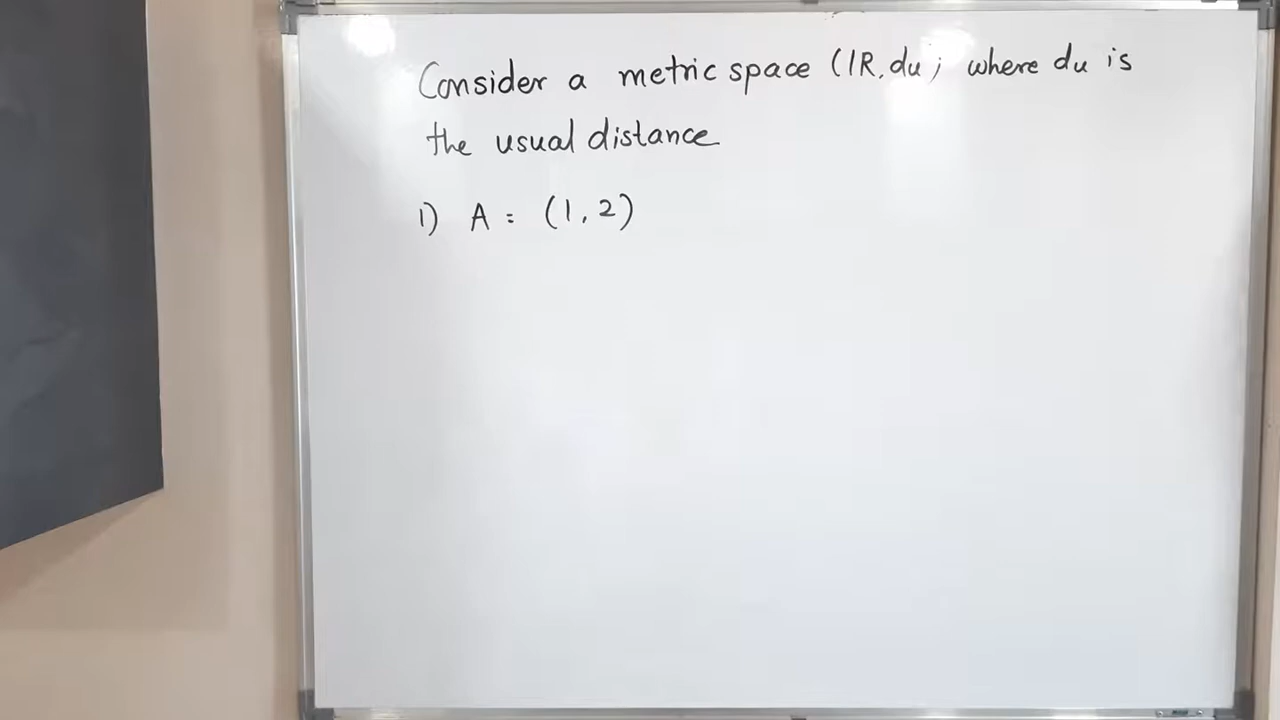 Consider a metric space (IR, du) where du is
the usual distance
1) A = (1, 2)